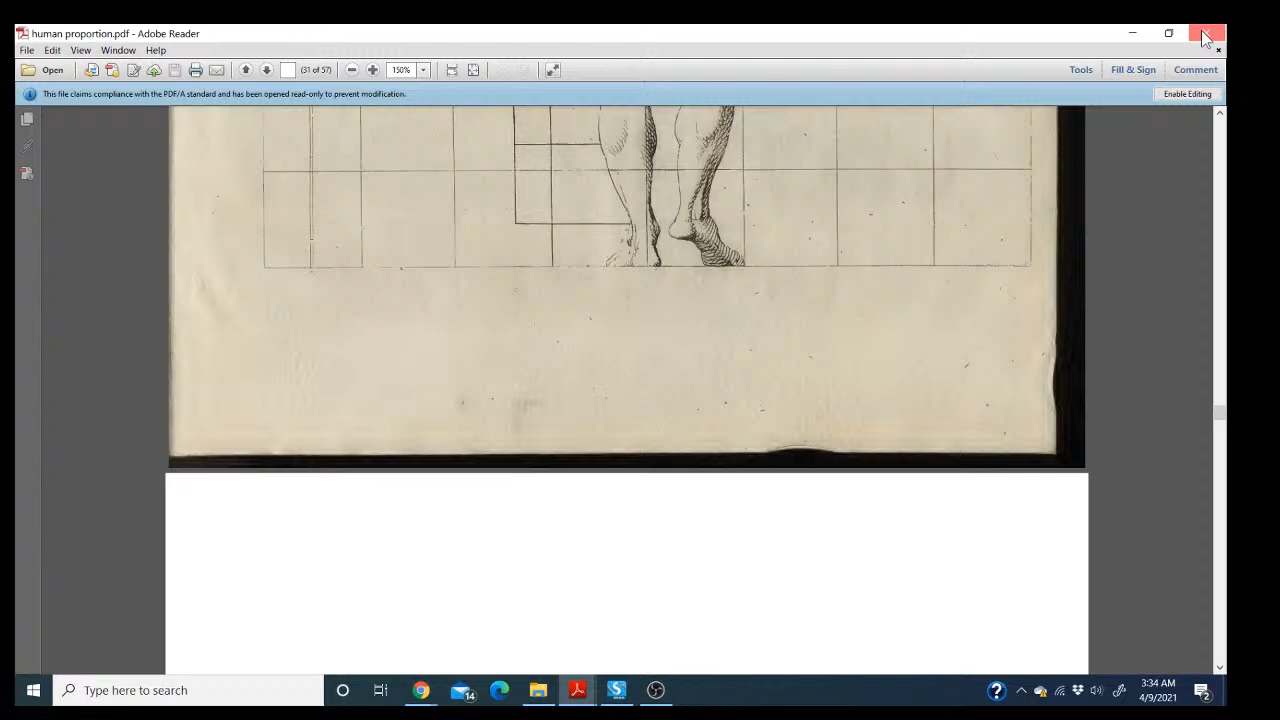 human proportion.pdf - Adobe Reader
File Edit View Window Help
Open (31 of 57) 150% Tools Fill & Sign Comment
This file claims compliance with the PDF/A standard and has been opened read-only to prevent modification. Enable Editing
Type here to search 14 3:34 AM
4/9/2021 2